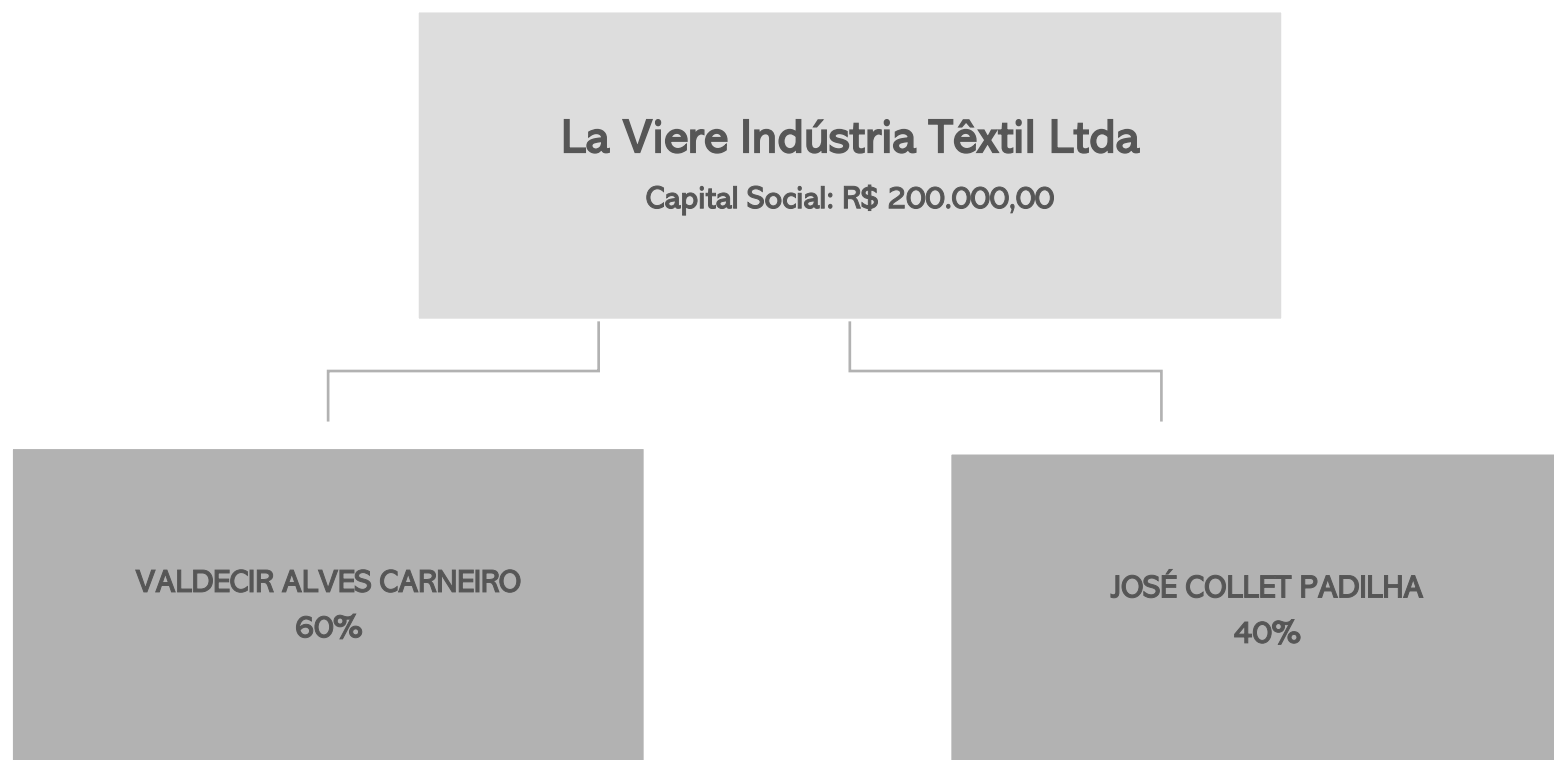 La Viere Indústria Têxtil Ltda
Capital Social: R$ 200.000,00
VALDECIR ALVES CARNEIRO
60%
JOSÉ COLLET PADILHA
40%